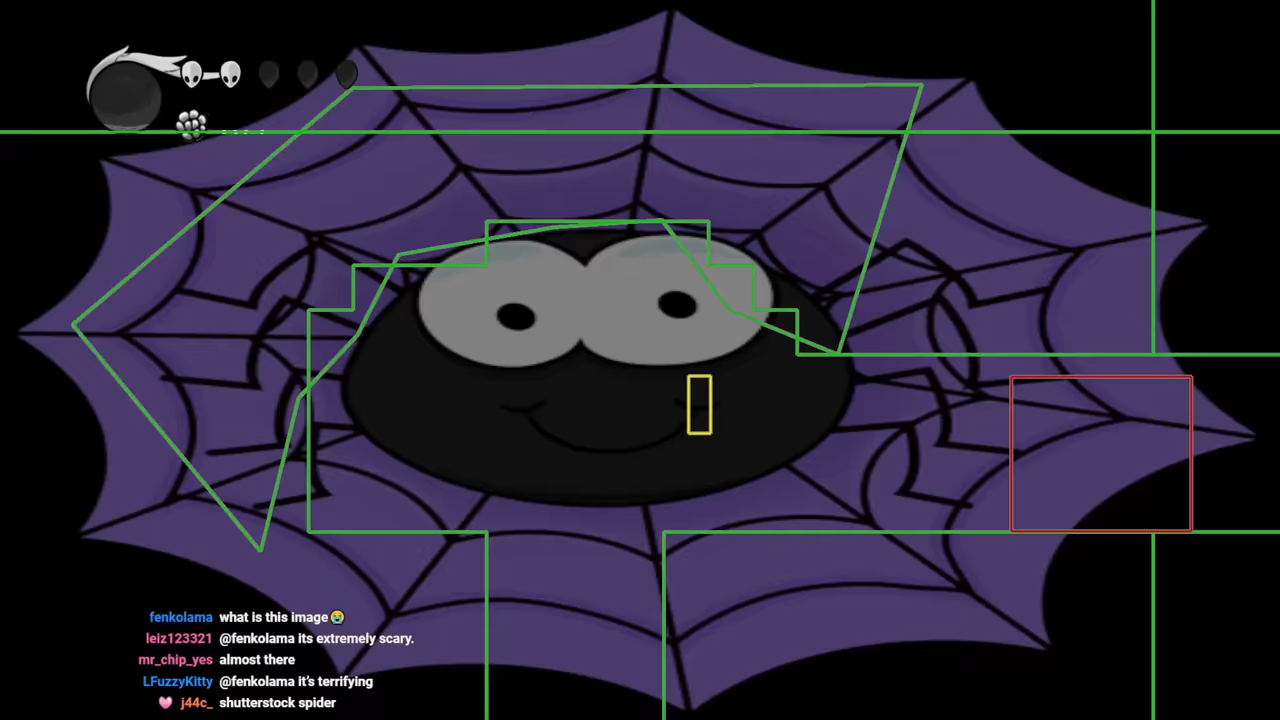 fenkolama what is this image😭
leiz123321 @fenkolama its extremely scary.
mr_chip_yes almost there
LFuzzyKitty @fenkolama it's terrifying
j44c_ shutterstock spider